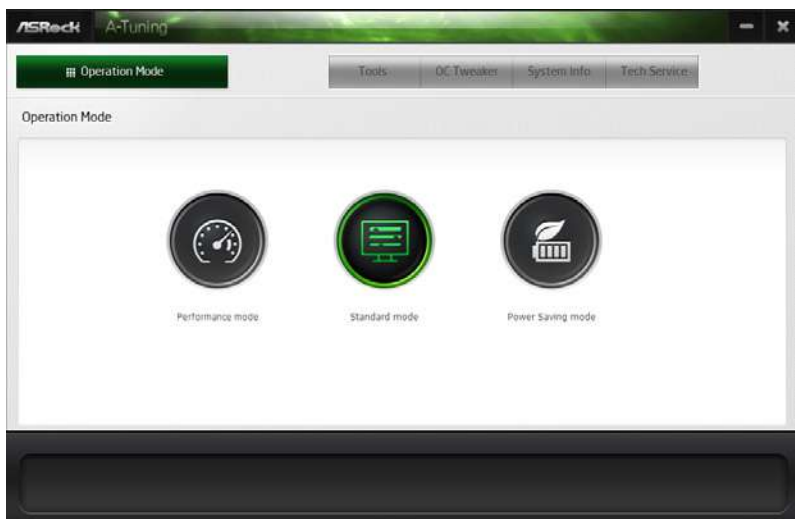 ASRock A-Tuning
Operation Mode Tools OC Tweaker System Info Tech Service
Operation Mode
Performance mode Standard mode Power Saving mode